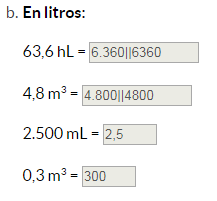 b. En litros:
63,6 hL = 6.360||6360
4,8 m³ = 4.800||4800
2.500 mL = 2,5
0,3 m³ = 300